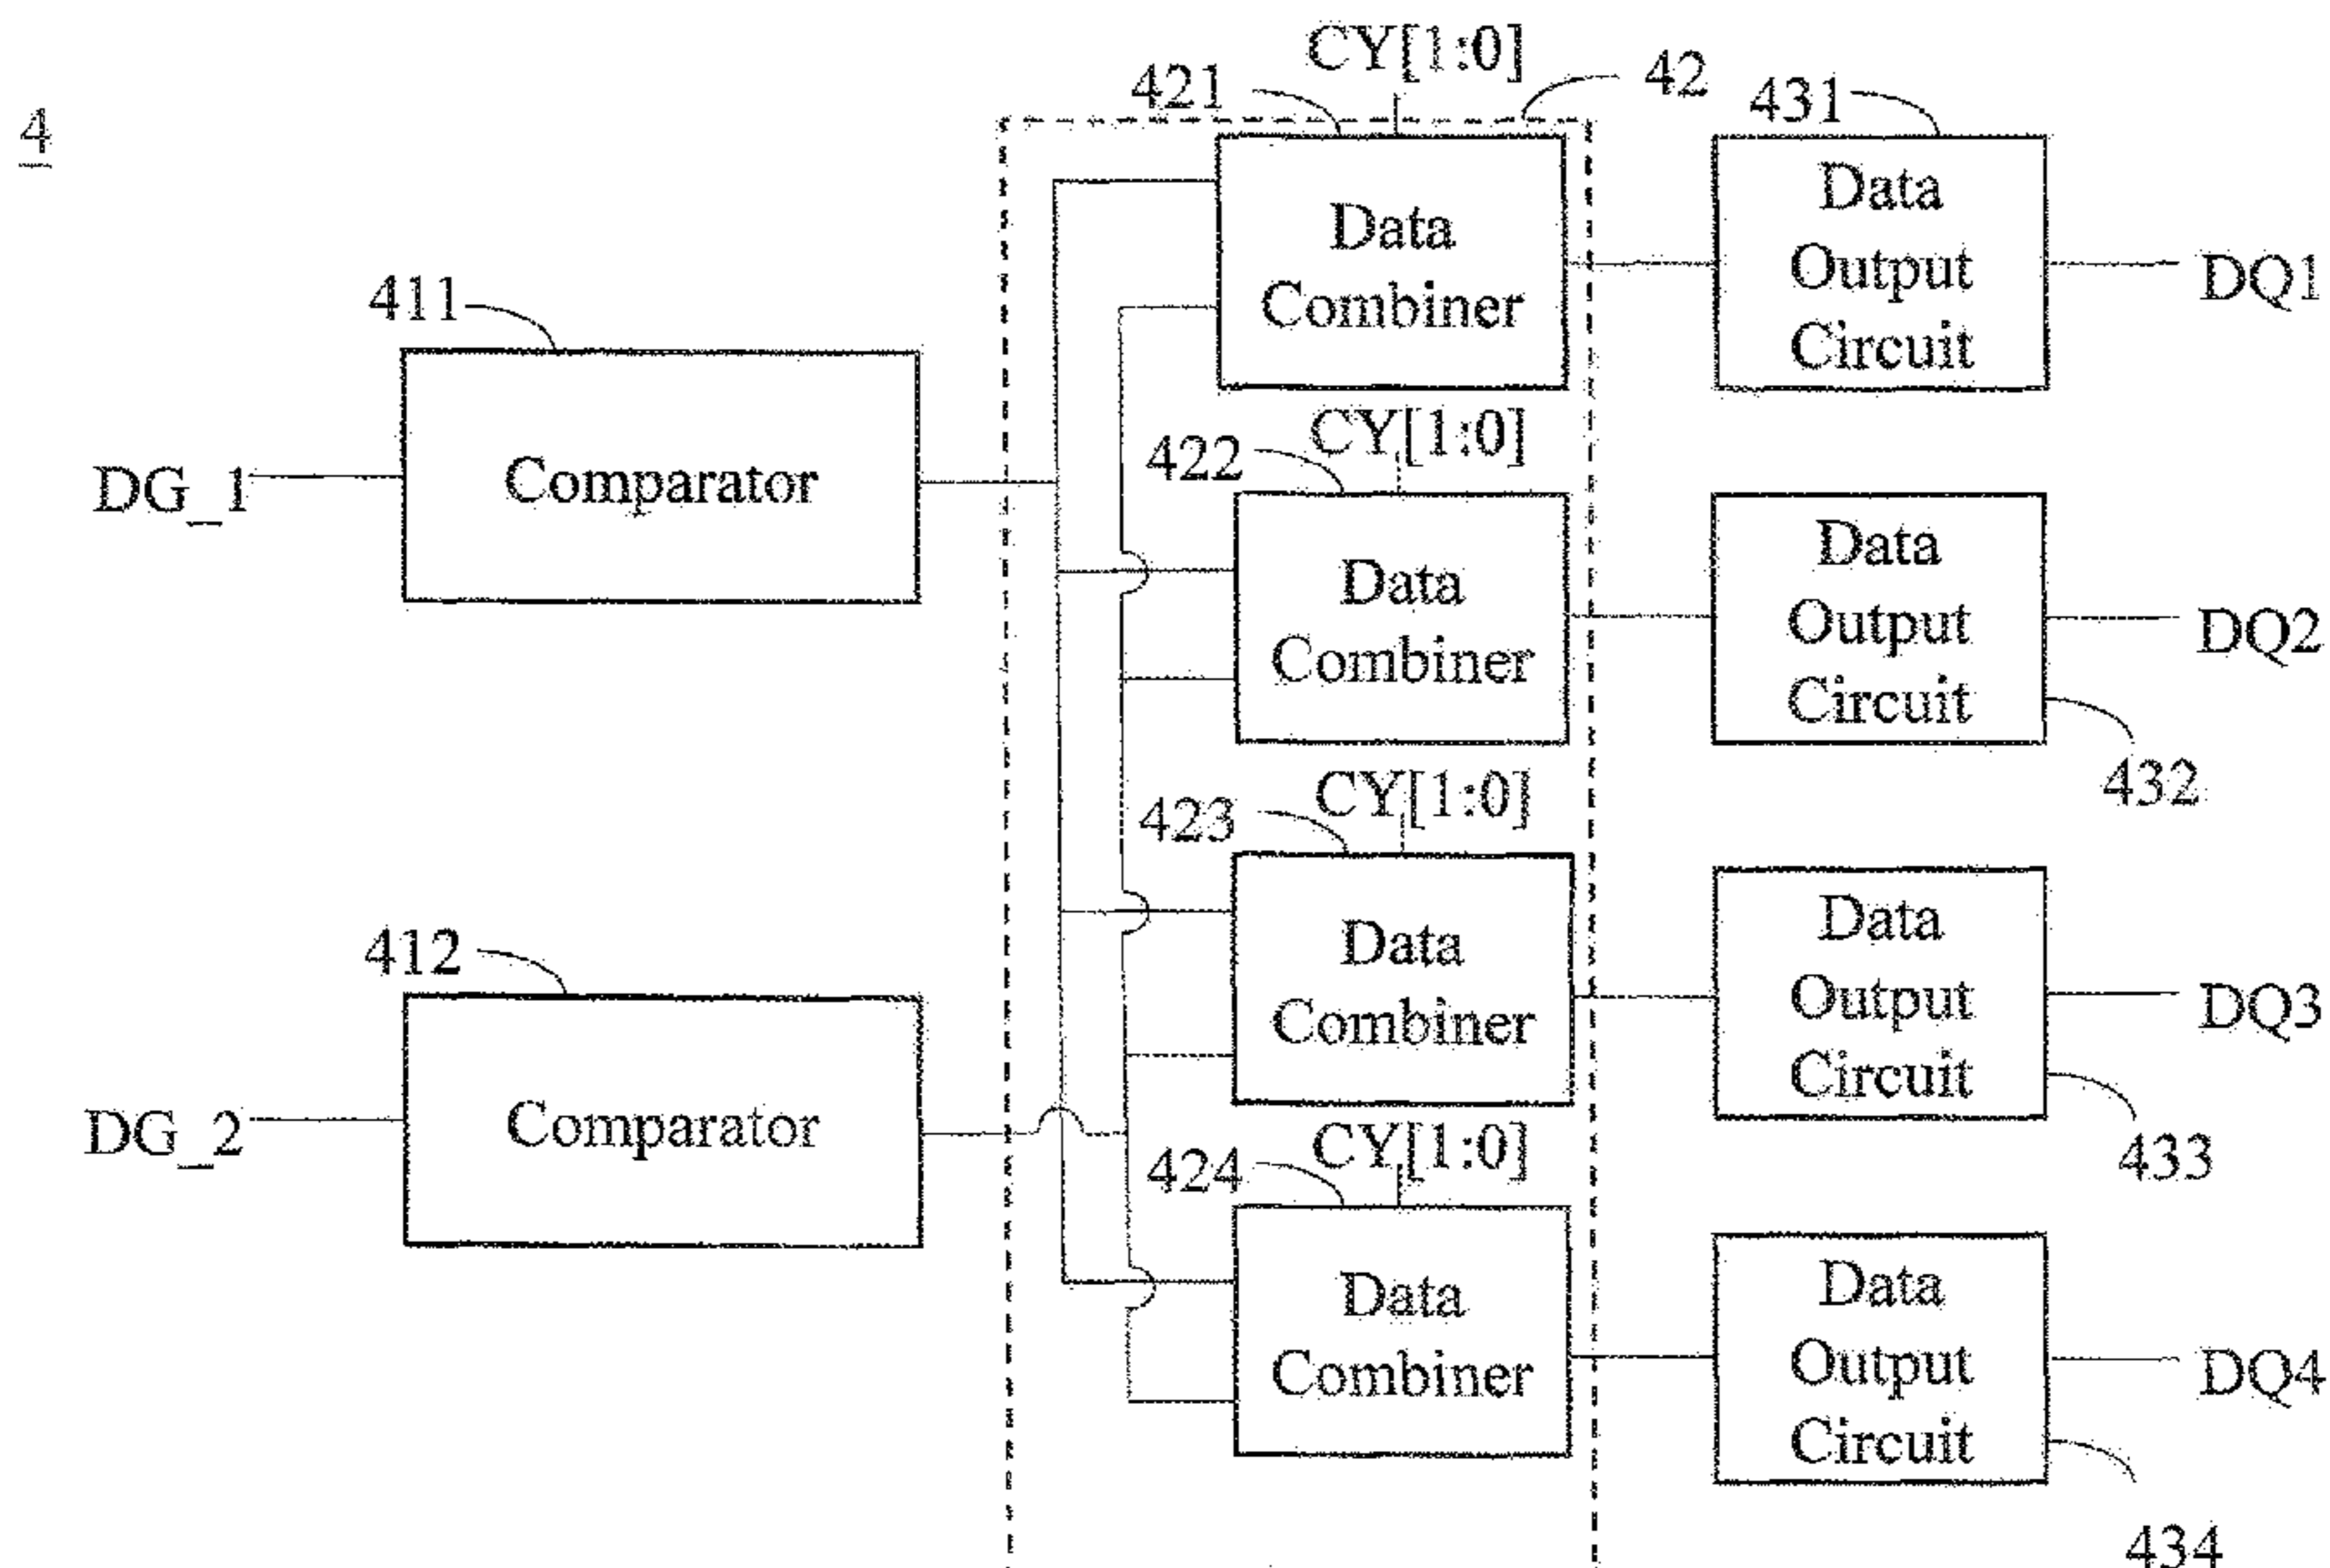 4
CY[1:0]
421
42
431
Data
Combiner
Data
Output
Circuit
DQ1
411
Comparator
DG_1
CY[1:0]
422
Data
Combiner
Data
Output
Circuit
DQ2
432
CY[1:0]
423
Data
Combiner
Data
Output
Circuit
DQ3
433
412
Comparator
DG_2
CY[1:0]
424
Data
Combiner
Data
Output
Circuit
DQ4
434